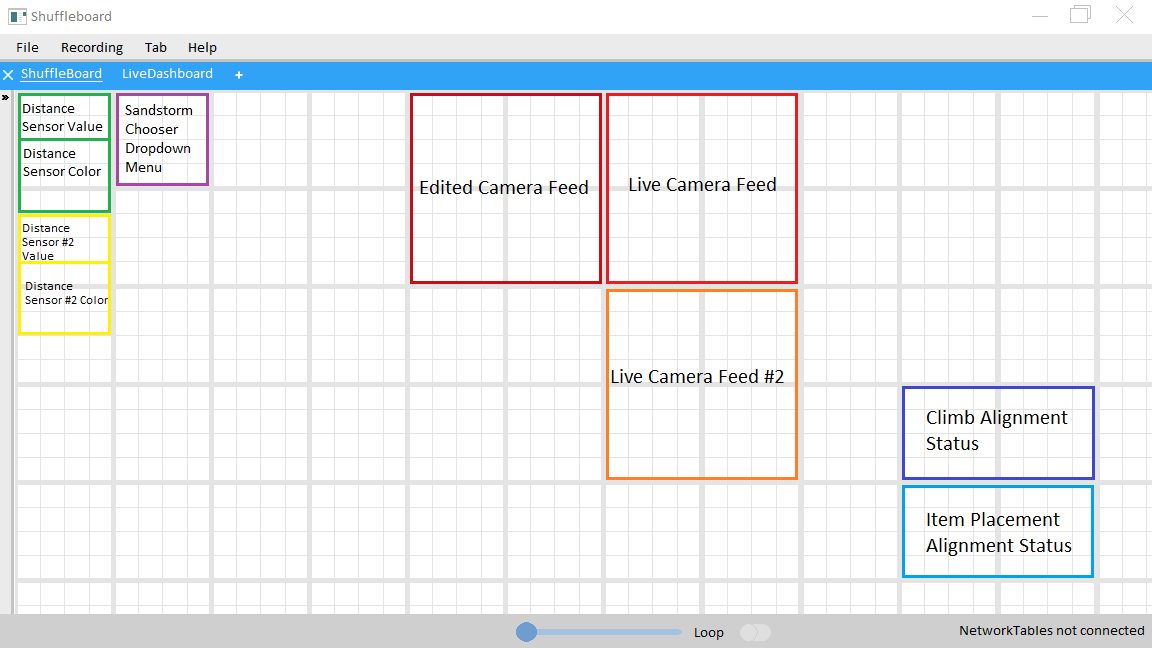 Shuffleboard
File Recording Tab Help
ShuffleBoard LiveDashboard +
»
Distance
Sensor Value
Distance
Sensor Color
Distance
Sensor #2
Value
Distance
Sensor #2 Color
Sandstorm
Chooser
Dropdown
Menu
Edited Camera Feed
Live Camera Feed
Live Camera Feed #2
Climb Alignment
Status
Item Placement
Alignment Status
Loop
NetworkTables not connected